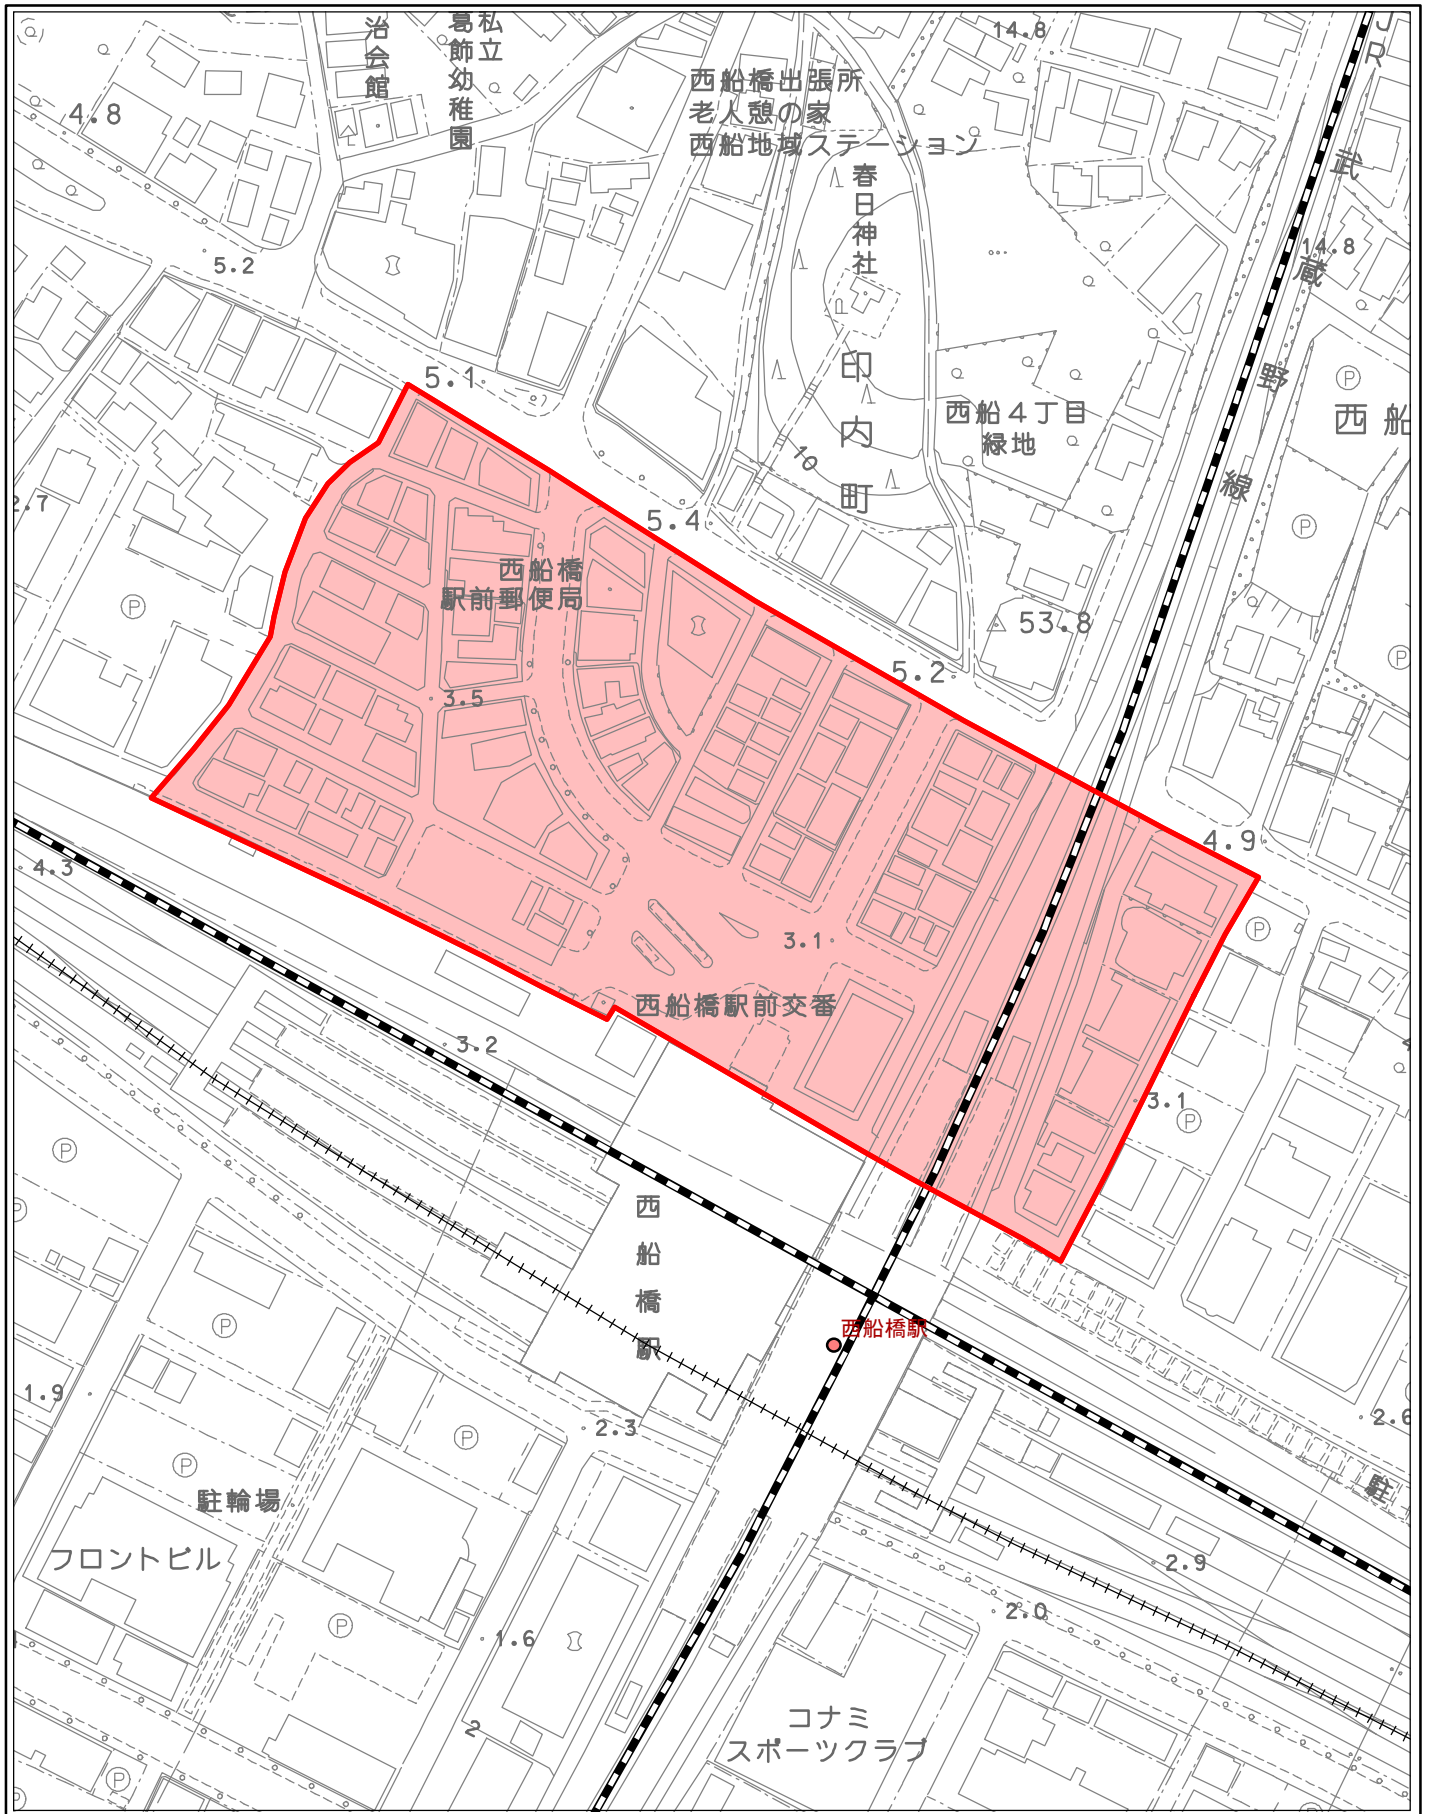 治会館
私立
葛飾幼稚園
14.8
JR武蔵野線
西船橋出張所
老人憩の家
西船地域ステーション
4.8
春日神社
5.2
14.8
印内町
5.1
西船4丁目
緑地
P
西船
10
2.7
5.4
P
西船橋
駅前郵便局
P
53.8
P
5.2
3.5
4.9
4.3
P
3.1
西船橋駅前交番
3.2
3.1
P
P
西船橋駅
P
P
西船橋駅
1.9
2.6
2.3
P
P
駐
駐輪場
フロントビル
2.9
2.0
P
1.6
コナミ
スポーツクラブ
2
P
P
P